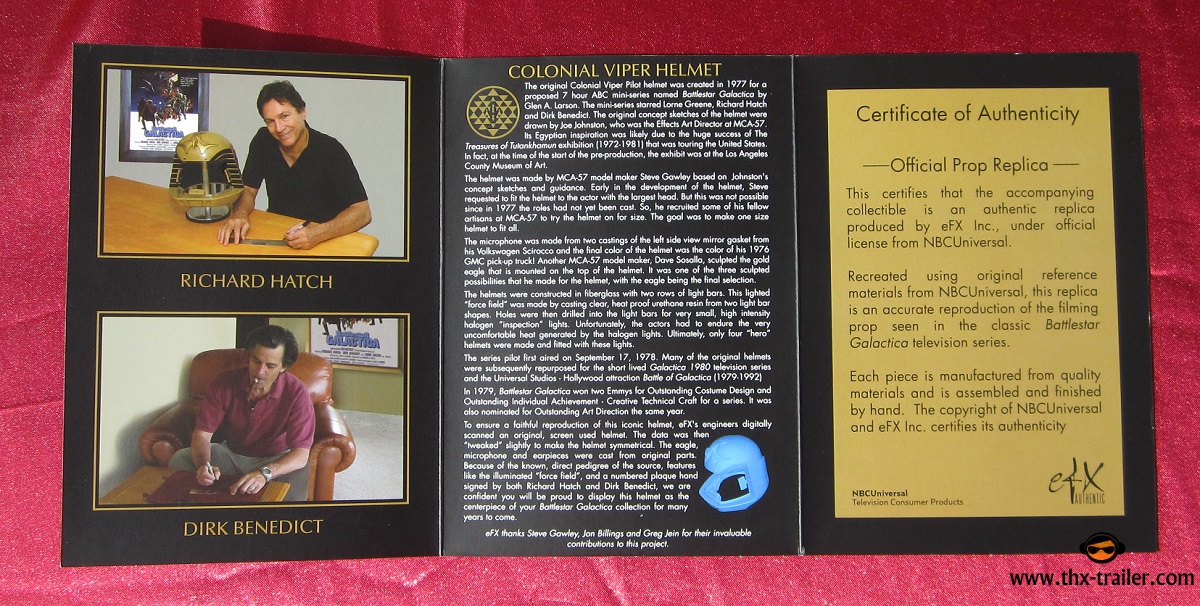 BATTLESTAR
GALACTICA
RICHARD HATCH
GALACTICA
DIRK BENEDICT
COLONIAL VIPER HELMET
The original Colonial Viper Pilot helmet was created in 1977 for a
proposed 7 hour ABC mini-series named Battlestar Galactica by
Glen A. Larson. The mini-series starred Lorne Greene, Richard Hatch
and Dirk Benedict. The original concept sketches of the helmet were
drawn by Joe Johnston, who was the Effects Art Director at MCA-57.
Its Egyptian inspiration was likely due to the huge success of The
Treasures of Tutankhamun exhibition (1972-1981) that was touring the United States.
In fact, at the time of the start of the pre-production, the exhibit was at the Los Angeles
County Museum of Art.
The helmet was made by MCA-57 model maker Steve Gawley based on Johnston's
concept sketches and guidance. Early in the development of the helmet, Steve
requested to fit the helmet to the actor with the largest head. But this was not possible
since in 1977 the roles had not yet been cast. So, he recruited some of his fellow
artisans at MCA-57 to try the helmet on for size. The goal was to make one size
helmet to fit all.
The microphone was made from two castings of the left side view mirror gasket from
his Volkswagen Scirocco and the final color of the helmet was the color of his 1976
GMC pick-up truck! Another MCA-57 model maker, Dave Sosalla, sculpted the gold
eagle that is mounted on the top of the helmet. It was one of the three sculpted
possibilities that he made for the helmet, with the eagle being the final selection.
The helmets were constructed in fiberglass with two rows of light bars. This lighted
"force field" was made by casting clear, heat proof urethane resin from two light bar
shapes. Holes were then drilled into the light bars for very small, high intensity
halogen "inspection" lights. Unfortunately, the actors had to endure the very
uncomfortable heat generated by the halogen lights. Ultimately, only four "hero"
helmets were made and fitted with these lights.
The series pilot first aired on September 17, 1978. Many of the original helmets
were subsequently repurposed for the short lived Galactica 1980 television series
and the Universal Studios - Hollywood attraction Battle of Galactica (1979-1992)
In 1979, Battlestar Galactica won two Emmys for Outstanding Costume Design and
Outstanding Individual Achievement - Creative Technical Craft for a series. It was
also nominated for Outstanding Art Direction the same year.
To ensure a faithful reproduction of this iconic helmet, eFX's engineers digitally
scanned an original, screen used helmet. The data was then
"tweaked" slightly to make the helmet symmetrical. The eagle,
microphone and earpieces were cast from original parts.
Because of the known, direct pedigree of the source, features
like the illuminated "force field", and a numbered plaque hand
signed by both Richard Hatch and Dirk Benedict, we are
confident you will be proud to display this helmet as the
centerpiece of your Battlestar Galactica collection for many
years to come.
eFX thanks Steve Gawley, Jon Billings and Greg Jein for their invaluable
contributions to this project.
Certificate of Authenticity
Official Prop Replica
This certifies that the accompanying
collectible is an authentic replica
produced by eFX Inc., under official
license from NBCUniversal.
Recreated using original reference
materials from NBCUniversal, this replica
is an accurate reproduction of the filming
prop seen in the classic Battlestar
Galactica television series.
Each piece is manufactured from quality
materials and is assembled and finished
by hand. The copyright of NBCUniversal
and eFX Inc. certifies its authenticity
NBCUniversal
Television Consumer Products
eFX
AUTHENTIC
www.thx-trailer.com